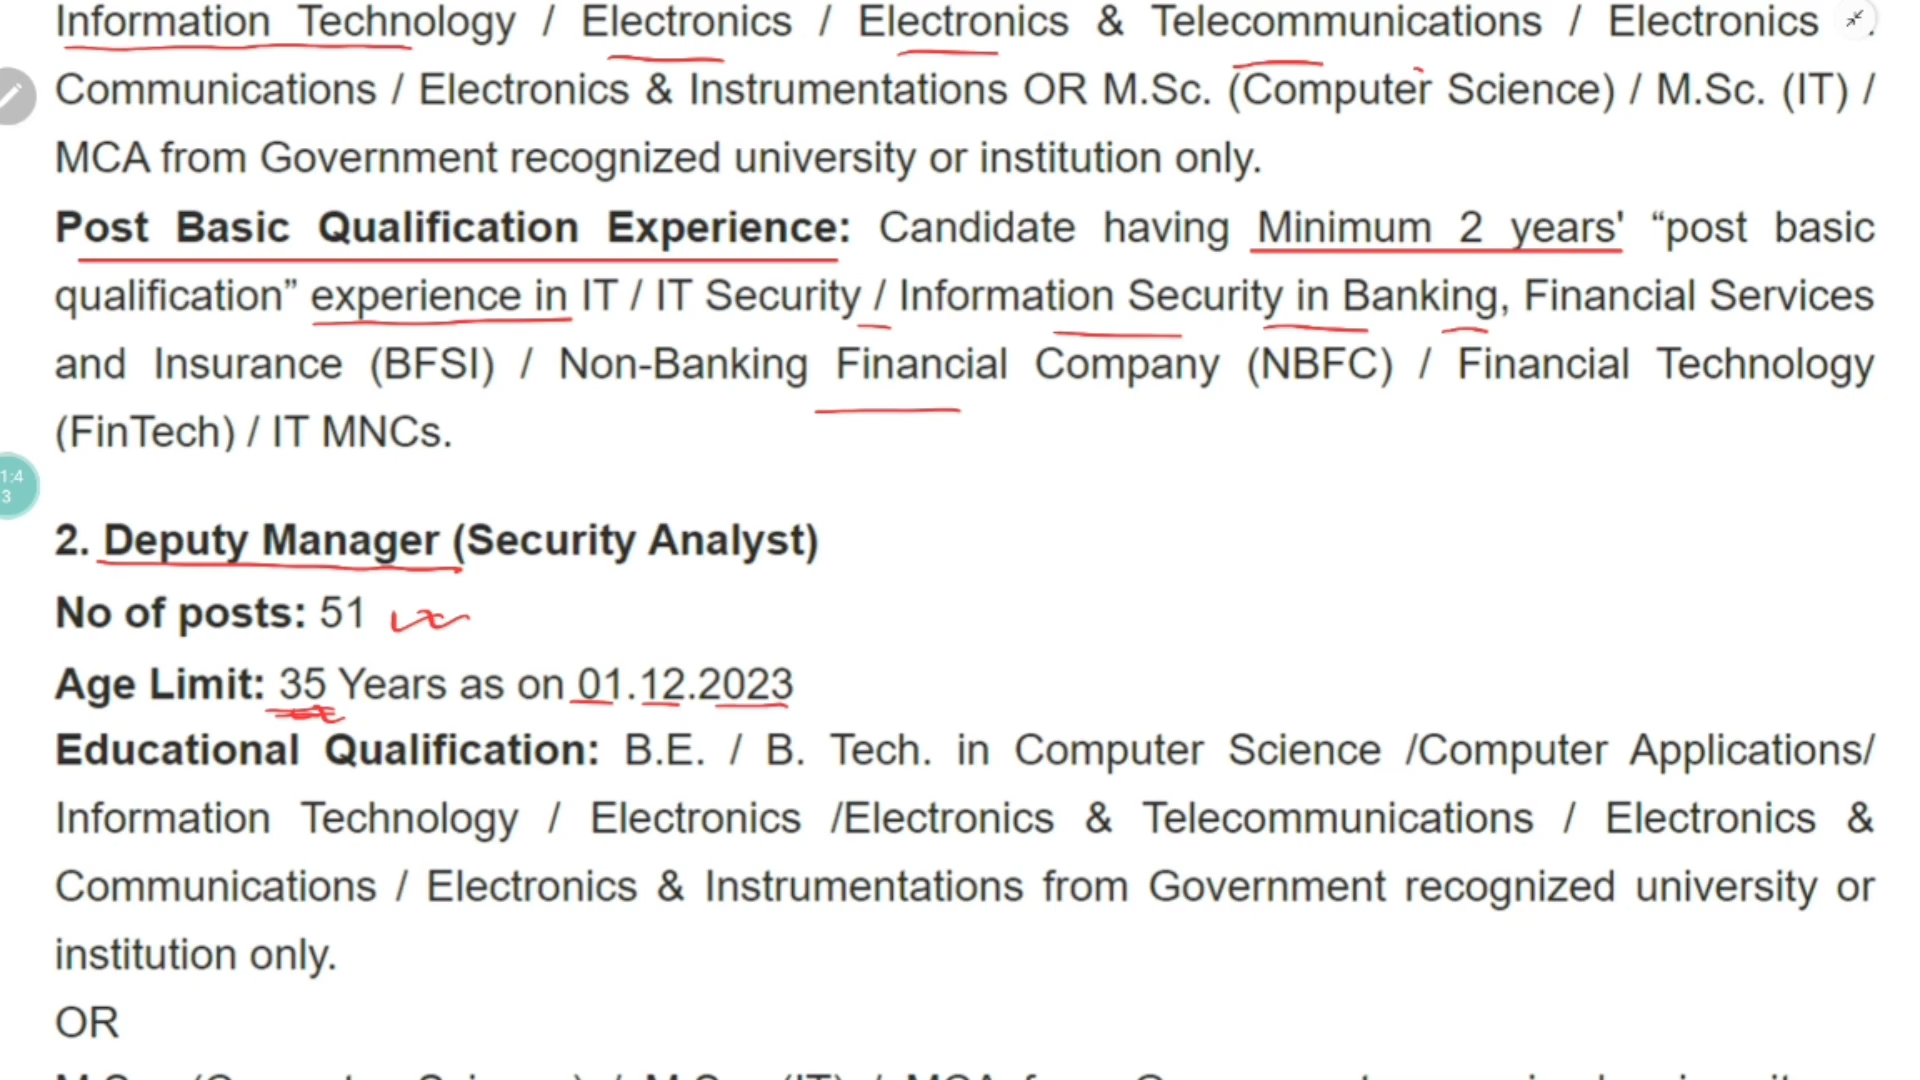 Information Technology / Electronics / Electronics & Telecommunications / Electronics
Communications / Electronics & Instrumentations OR M.Sc. (Computer Science) / M.Sc. (IT) /
MCA from Government recognized university or institution only.
Post Basic Qualification Experience: Candidate having Minimum 2 years' “post basic
qualification” experience in IT / IT Security / Information Security in Banking, Financial Services
and Insurance (BFSI) / Non-Banking Financial Company (NBFC) / Financial Technology
(FinTech) / IT MNCs.
1:4
3
2. Deputy Manager (Security Analyst)
No of posts: 51
Age Limit: 35 Years as on 01.12.2023
Educational Qualification: B.E. / B. Tech. in Computer Science /Computer Applications/
Information Technology / Electronics /Electronics & Telecommunications / Electronics &
Communications / Electronics & Instrumentations from Government recognized university or
institution only.
OR